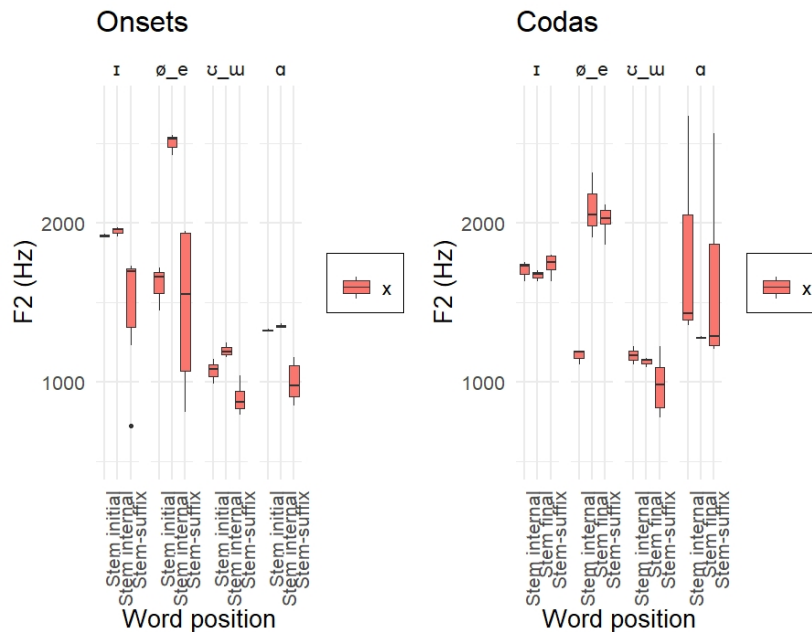 Onsets
ɪ ø_e ʊ_ɯ ɑ
F2 (Hz)
2000
1000
Stem initial
Stem internal
Stem-suffix
Stem initial
Stem internal
Stem-suffix
Stem initial
Stem internal
Stem-suffix
Stem initial
Stem internal
Stem-suffix
Word position
x
Codas
ɪ ø_e ʊ_ɯ ɑ
F2 (Hz)
2000
1000
Stem internal
Stem final
Stem-suffix
Stem internal
Stem final
Stem-suffix
Stem internal
Stem final
Stem-suffix
Stem internal
Stem final
Stem-suffix
Word position
x